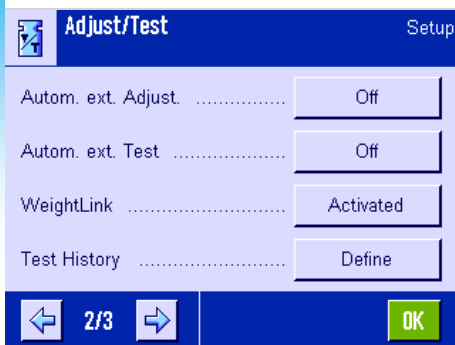 Adjust/Test Setup
Autom. ext. Adjust. ................ Off
Autom. ext. Test .................... Off
WeightLink ............................ Activated
Test History .......................... Define
2/3 OK